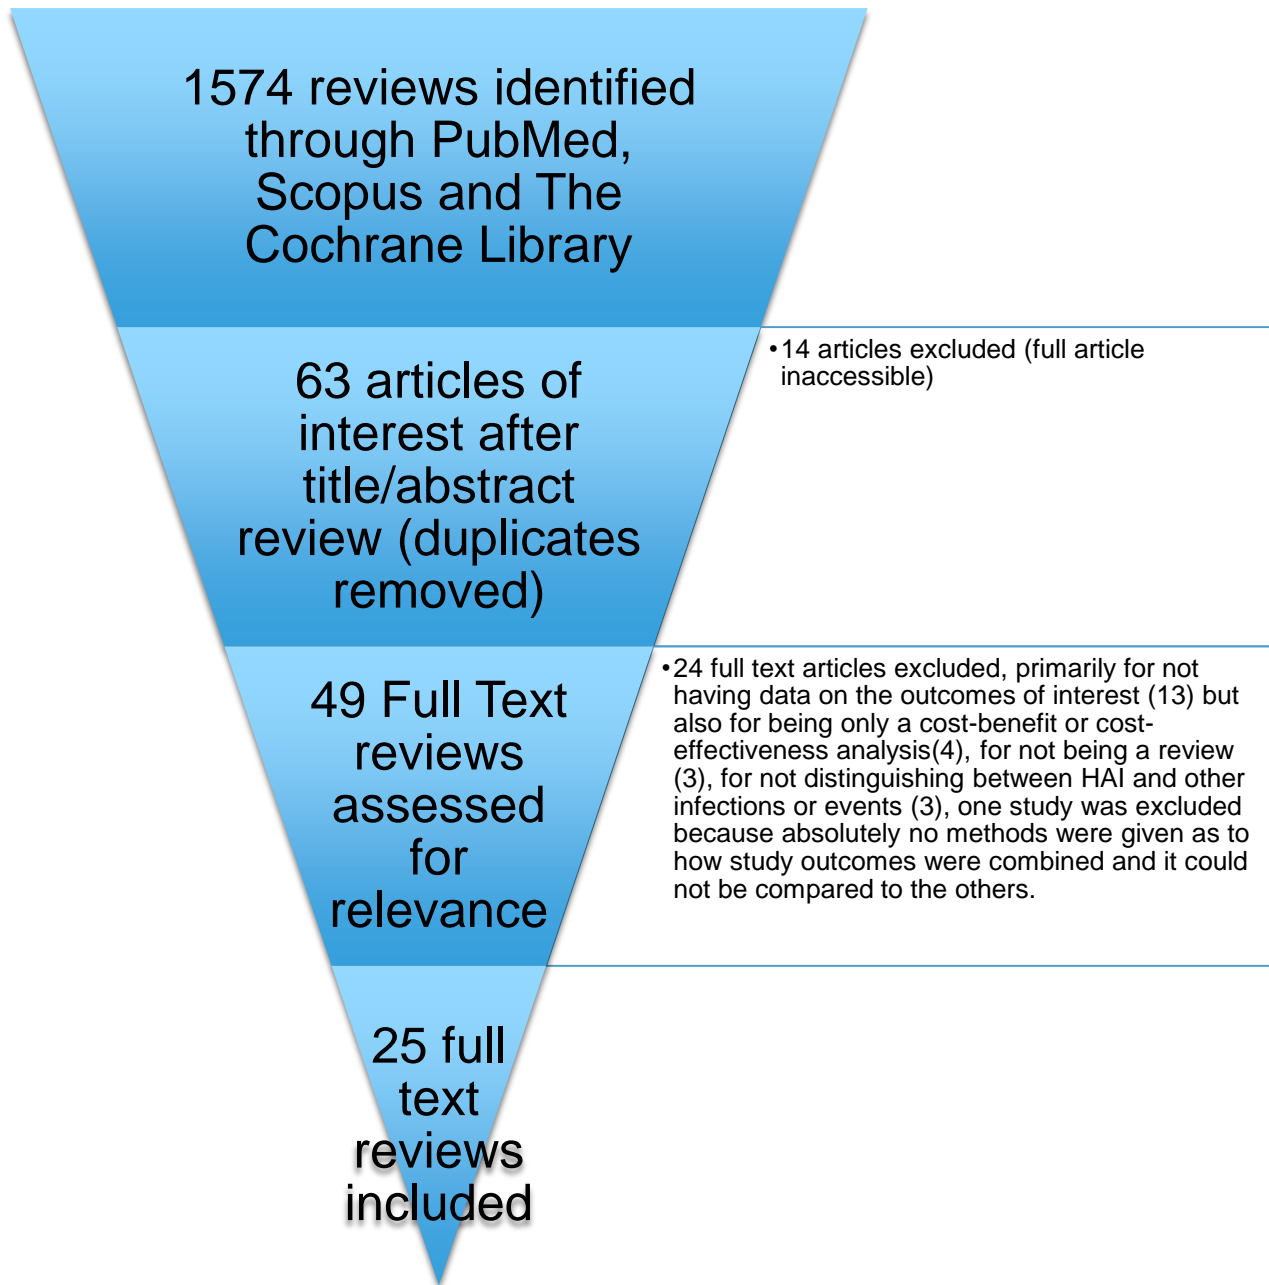 1574 reviews identified
through PubMed,
Scopus and The
Cochrane Library
63 articles of
interest after
title/abstract
review (duplicates
removed)
•14 articles excluded (full article
inaccessible)
49 Full Text
reviews
assessed
for
relevance
•24 full text articles excluded, primarily for not
having data on the outcomes of interest (13) but
also for being only a cost-benefit or cost-
effectiveness analysis(4), for not being a review
(3), for not distinguishing between HAI and other
infections or events (3), one study was excluded
because absolutely no methods were given as to
how study outcomes were combined and it could
not be compared to the others.
25 full
text
reviews
included